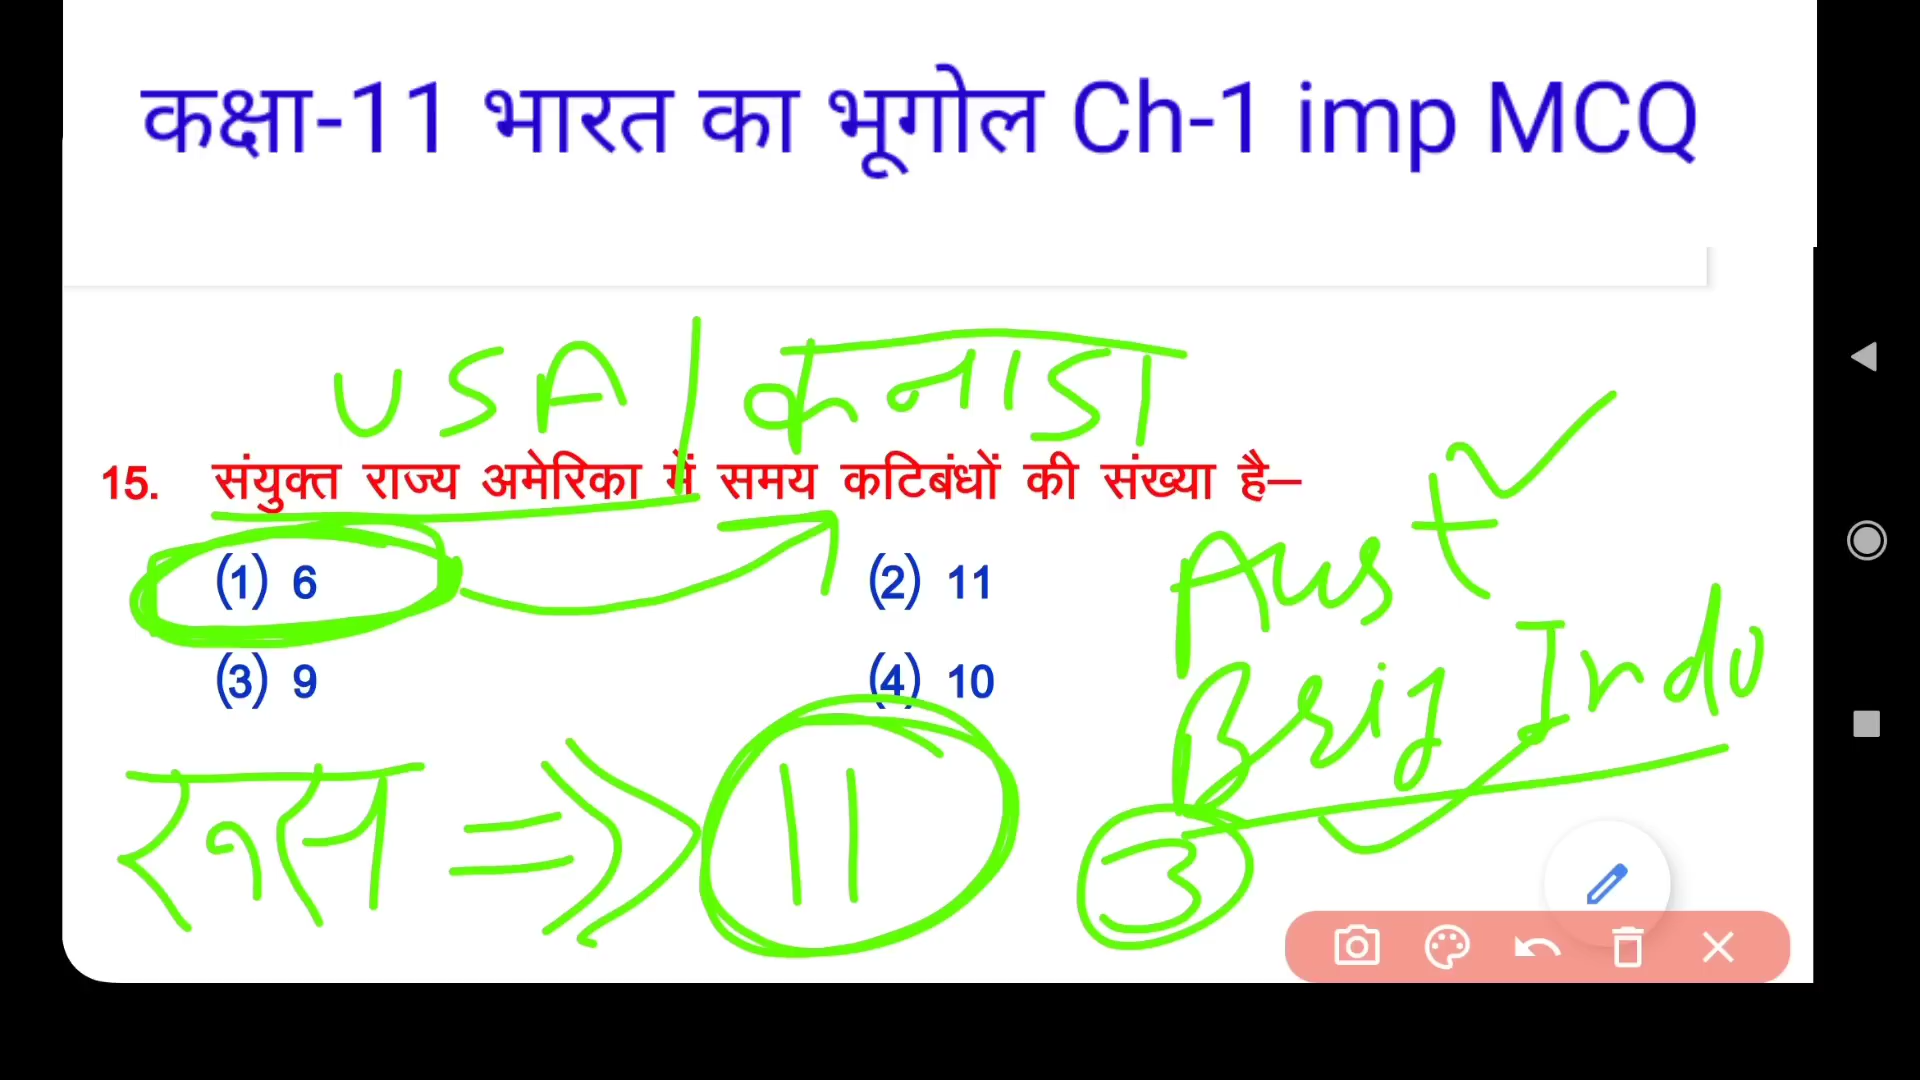 कक्षा-11 भारत का भूगोल Ch-1 imp MCQ
USA | कनाडा
15. संयुक्त राज्य अमेरिका में समय कटिबंधों की संख्या है–
(1) 6 (2) 11
(3) 9 (4) 10
Aust
Brij Indo
रूस => 11
3